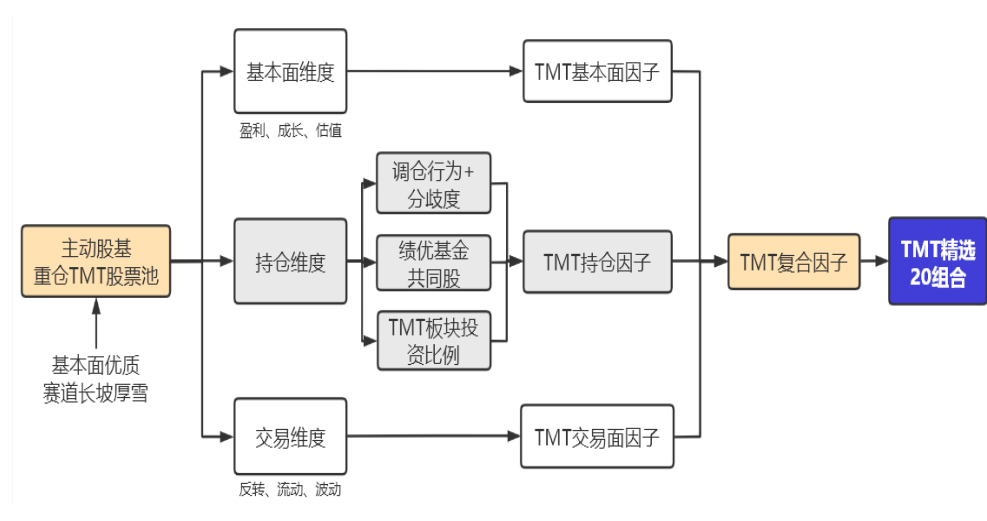 主动股基
重仓TMT股票池
基本面优质
赛道长坡厚雪
基本面维度
盈利、成长、估值
持仓维度
交易维度
反转、流动、波动
调仓行为+
分歧度
绩优基金
共同股
TMT板块投
资比例
TMT基本面因子
TMT持仓因子
TMT交易面因子
TMT复合因子
TMT精选
20组合